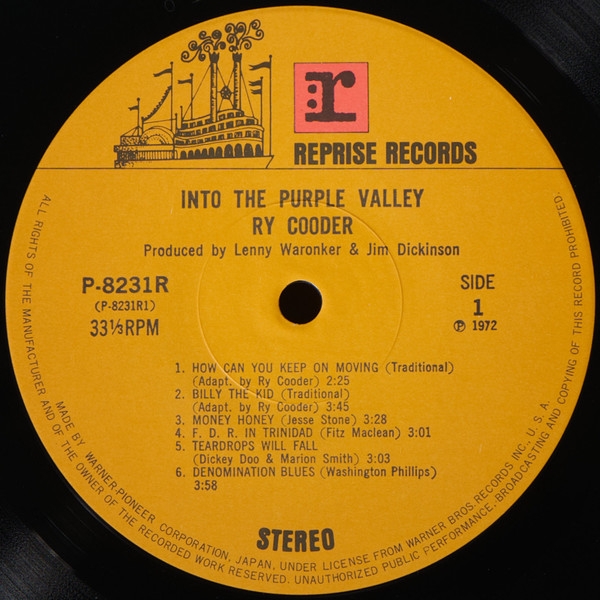 r
REPRISE RECORDS
INTO THE PURPLE VALLEY
RY COODER
Produced by Lenny Waronker & Jim Dickinson
P-8231R
(P-8231R1)
33⅓RPM
SIDE
1
Ⓟ 1972
1. HOW CAN YOU KEEP ON MOVING (Traditional)
(Adapt. by Ry Cooder) 2:25
2. BILLY THE KID (Traditional)
(Adapt. by Ry Cooder) 3:45
3. MONEY HONEY (Jesse Stone) 3:28
4. F. D. R. IN TRINIDAD (Fitz Maclean) 3:01
5. TEARDROPS WILL FALL
(Dickey Doo & Marion Smith) 3:03
6. DENOMINATION BLUES (Washington Phillips)
3:58
STEREO
MADE BY WARNER-PIONEER CORPORATION, JAPAN. UNDER LICENSE FROM WARNER BROS. RECORDS INC., U. S. A.
ALL RIGHTS OF THE MANUFACTURER AND OF THE OWNER OF THE RECORDED WORK RESERVED. UNAUTHORIZED PUBLIC PERFORMANCE, BROADCASTING AND COPYING OF THIS RECORD PROHIBITED.